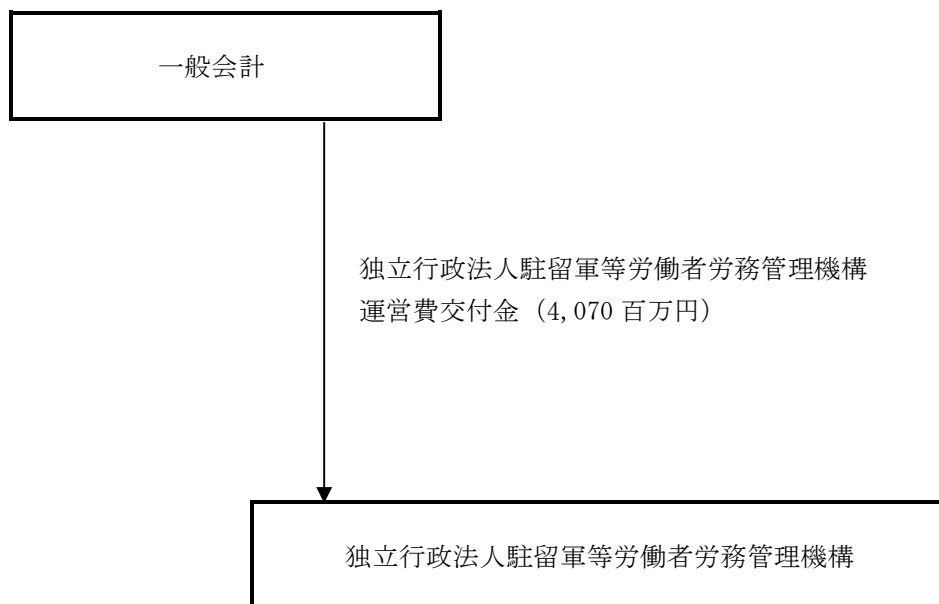 一般会計
独立行政法人駐留軍等労働者労務管理機構
運営費交付金（4,070 百万円）
独立行政法人駐留軍等労働者労務管理機構